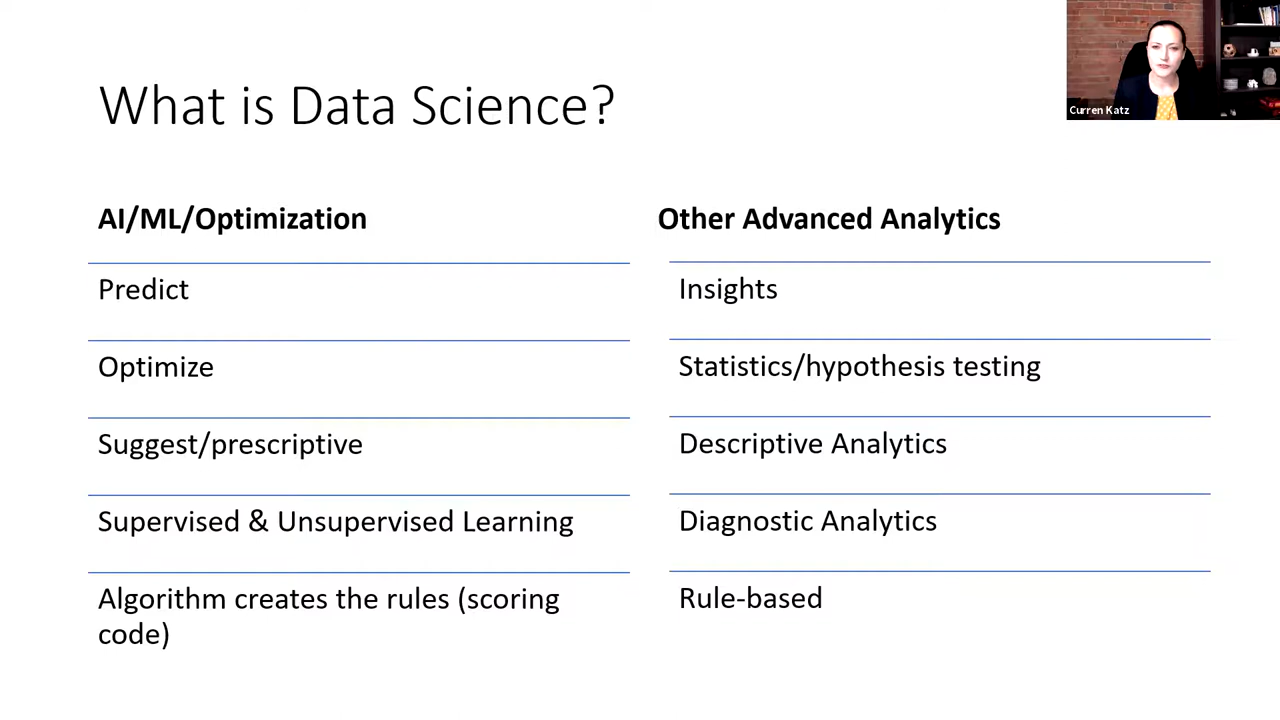 What is Data Science?
Curren Katz
AI/ML/Optimization
Predict
Optimize
Suggest/prescriptive
Supervised & Unsupervised Learning
Algorithm creates the rules (scoring
code)
Other Advanced Analytics
Insights
Statistics/hypothesis testing
Descriptive Analytics
Diagnostic Analytics
Rule-based